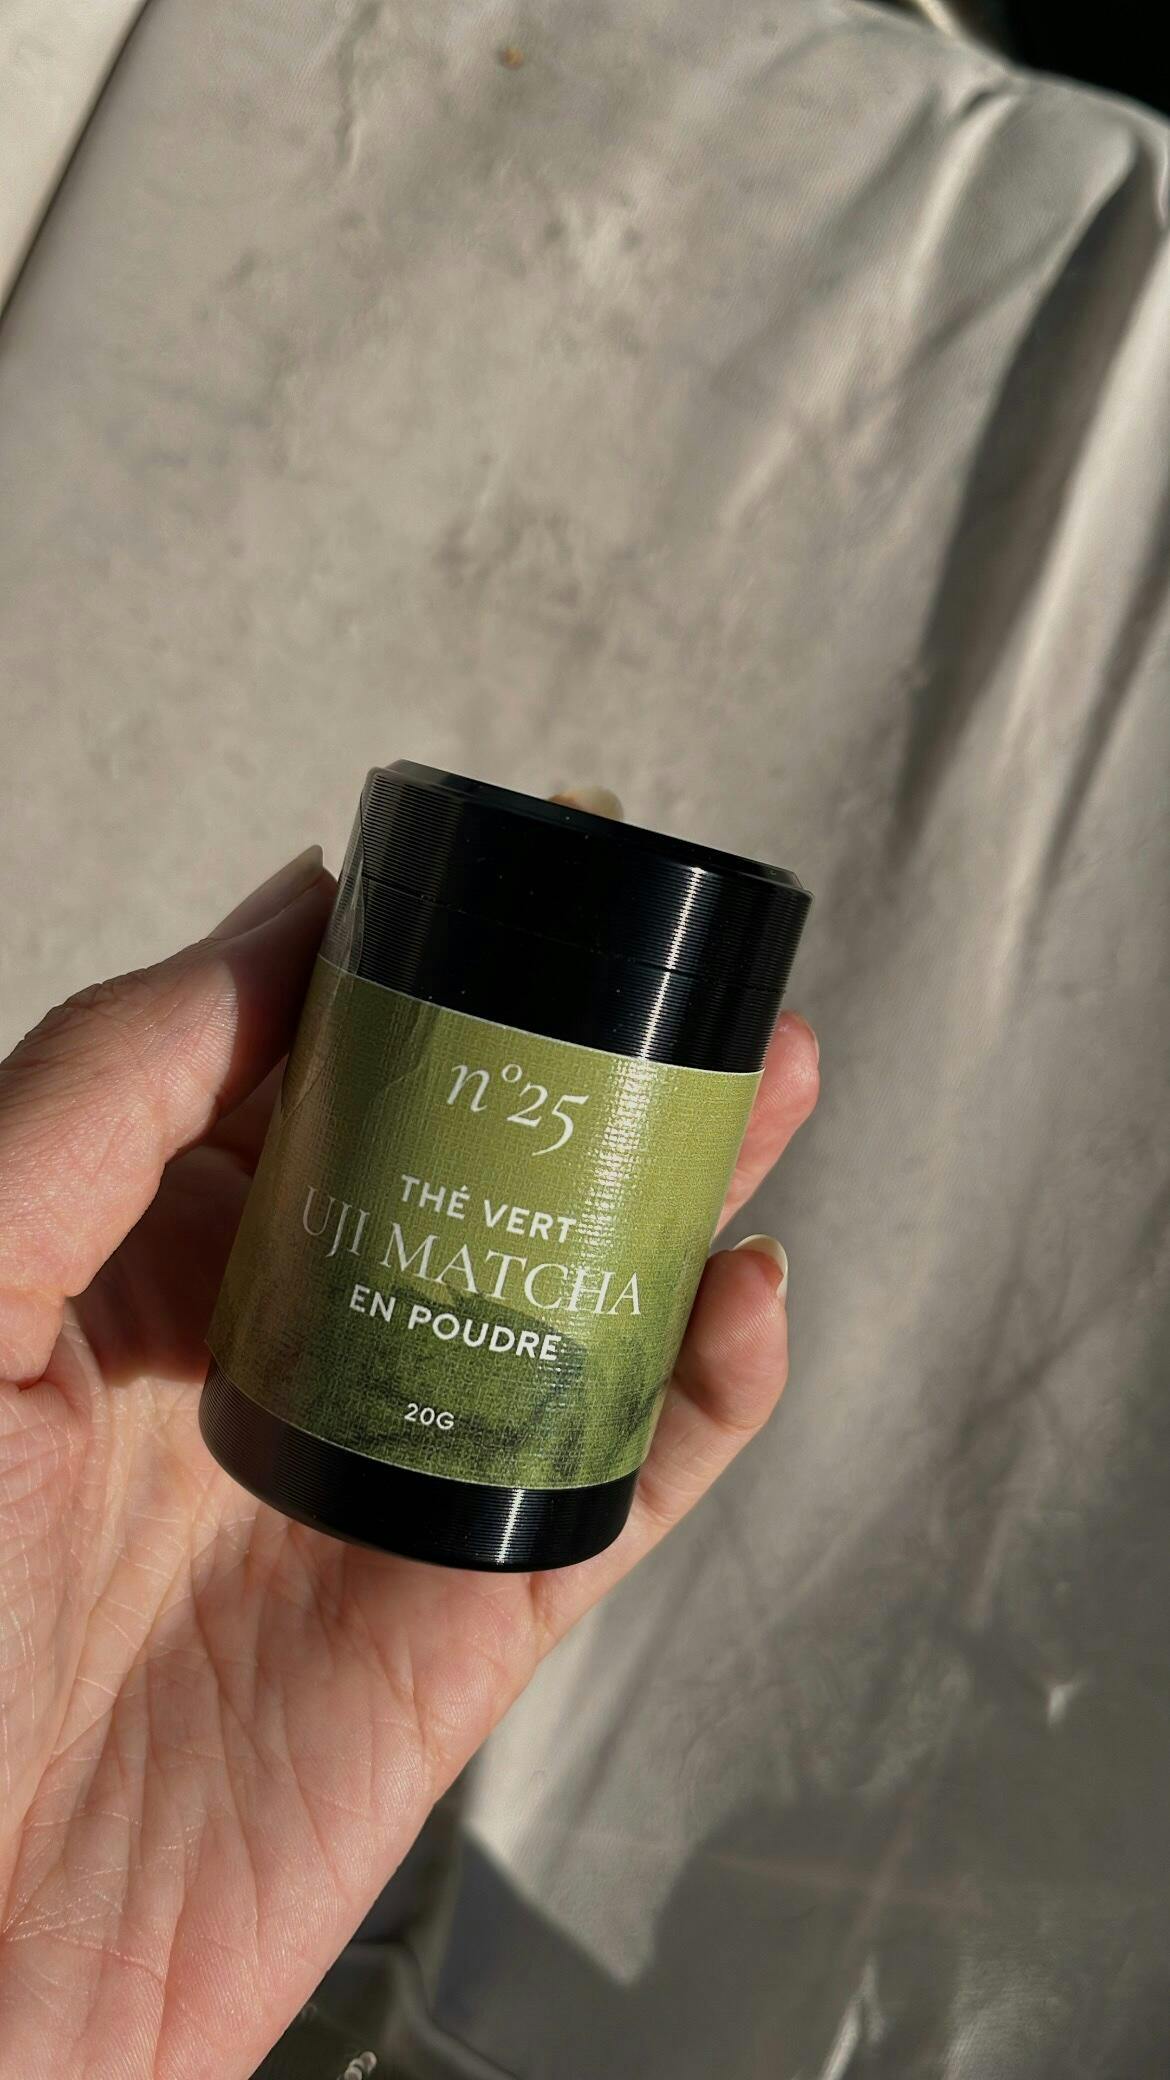 n°25
THÉ VERT
UJI MATCHA
EN POUDRE
20G